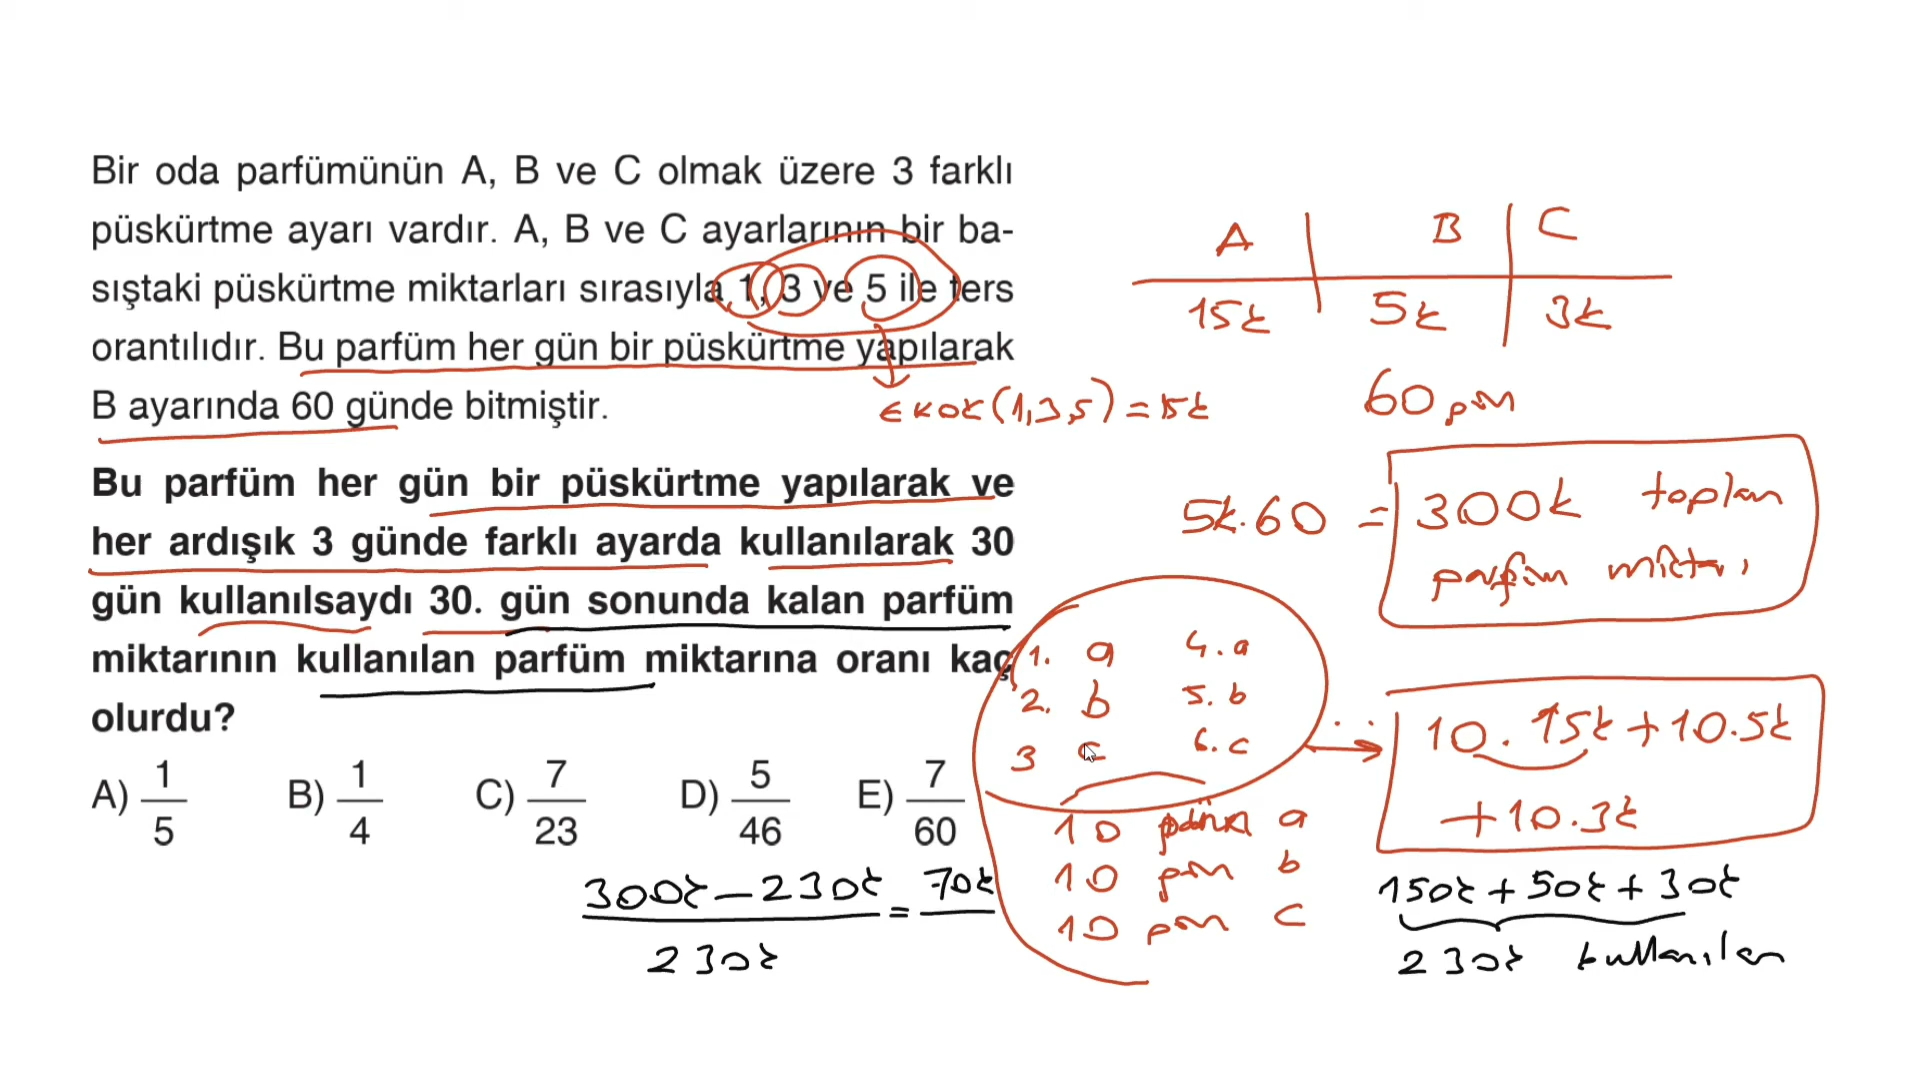 Bir oda parfümünün A, B ve C olmak üzere 3 farklı
püskürtme ayarı vardır. A, B ve C ayarlarının bir ba-
sıştaki püskürtme miktarları sırasıyla 1, 3 ve 5 ile ters
orantılıdır. Bu parfüm her gün bir püskürtme yapılarak
B ayarında 60 günde bitmiştir.
Bu parfüm her gün bir püskürtme yapılarak ve
her ardışık 3 günde farklı ayarda kullanılarak 30
gün kullanılsaydı 30. gün sonunda kalan parfüm
miktarının kullanılan parfüm miktarına oranı kaç
olurdu?
A) 1/5 B) 1/4 C) 7/23 D) 5/46 E) 7/60
A B C
15k 5k 3k
EKOK(1,3,5) = 15k
60 gün
5k.60 = 300k toplam
parfüm miktarı
1. a 4. a
2. b 5. b
3 c 6. c
10 gün a
10 gün b
10 gün c
10.15k+10.5k
+10.3k
150k+50k+30k
230k kullanılan
300k-230k = 70k
230k